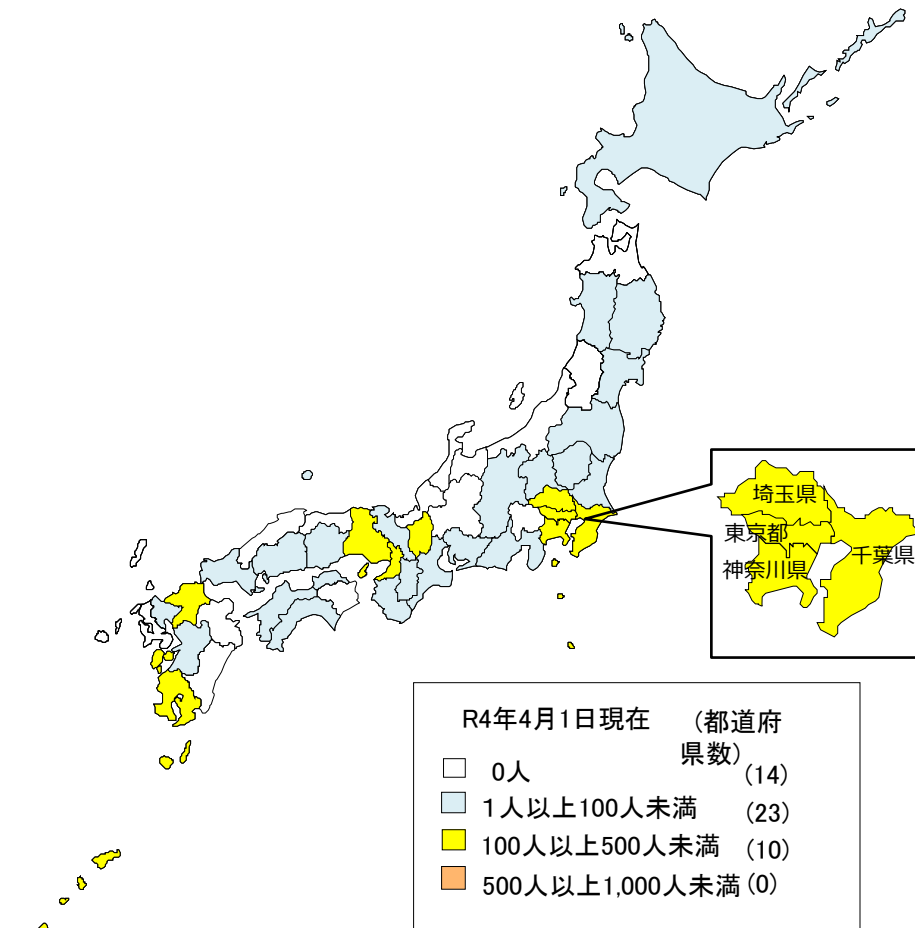 埼玉県
東京都
千葉県
神奈川県
R4年4月1日現在 (都道府
県数)
0人 (14)
1人以上100人未満 (23)
100人以上500人未満 (10)
500人以上1,000人未満 (0)